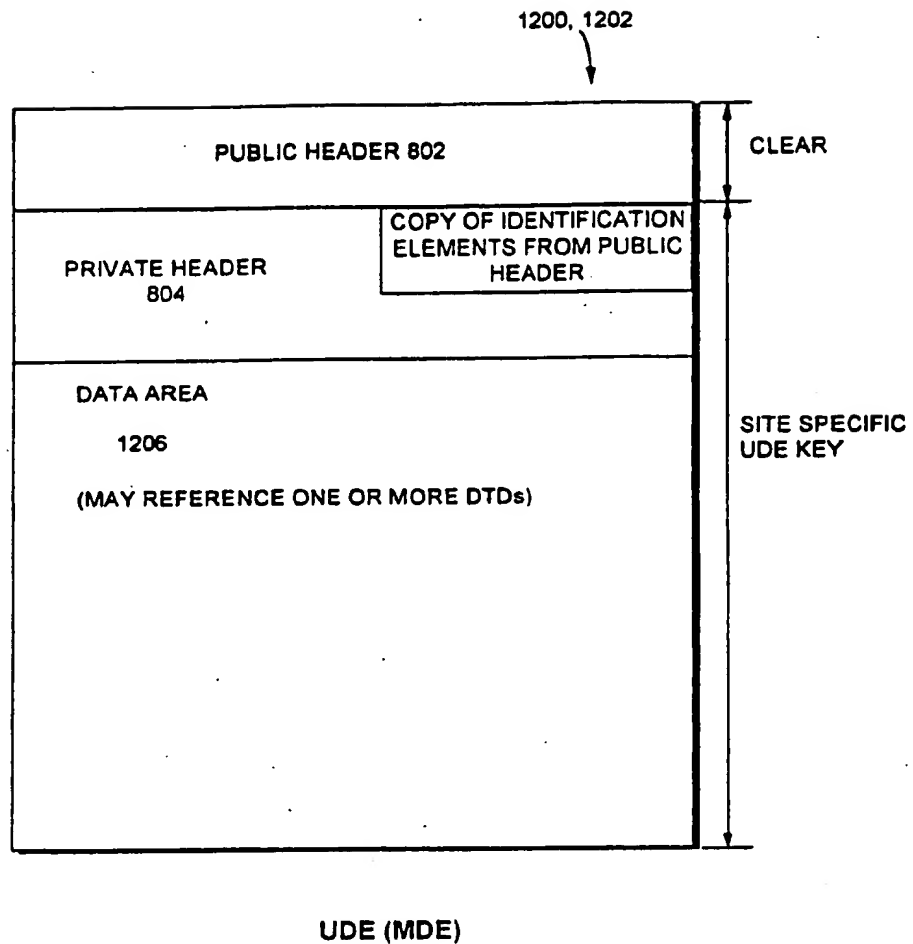 1200, 1202
PUBLIC HEADER 802
CLEAR
COPY OF IDENTIFICATION
ELEMENTS FROM PUBLIC
HEADER
PRIVATE HEADER
804
DATA AREA
1206
(MAY REFERENCE ONE OR MORE DTDs)
SITE SPECIFIC
UDE KEY
UDE (MDE)